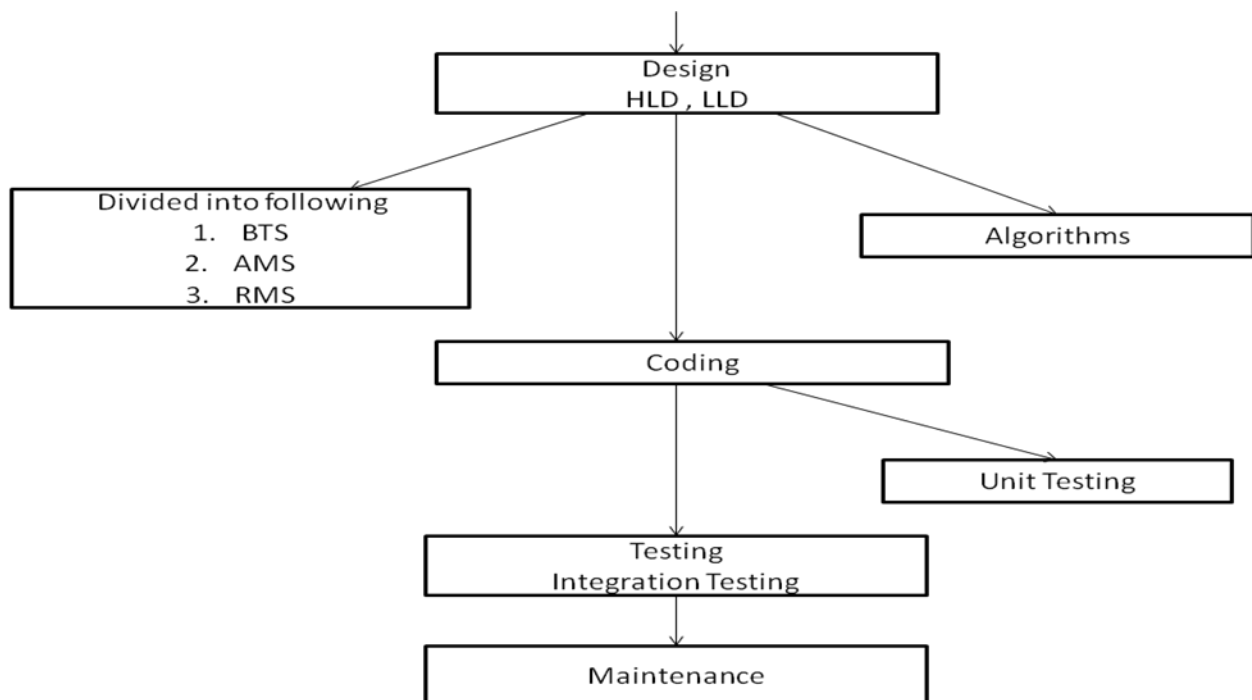 Design
HLD , LLD
Divided into following
1. BTS
2. AMS
3. RMS
Algorithms
Coding
Unit Testing
Testing
Integration Testing
Maintenance